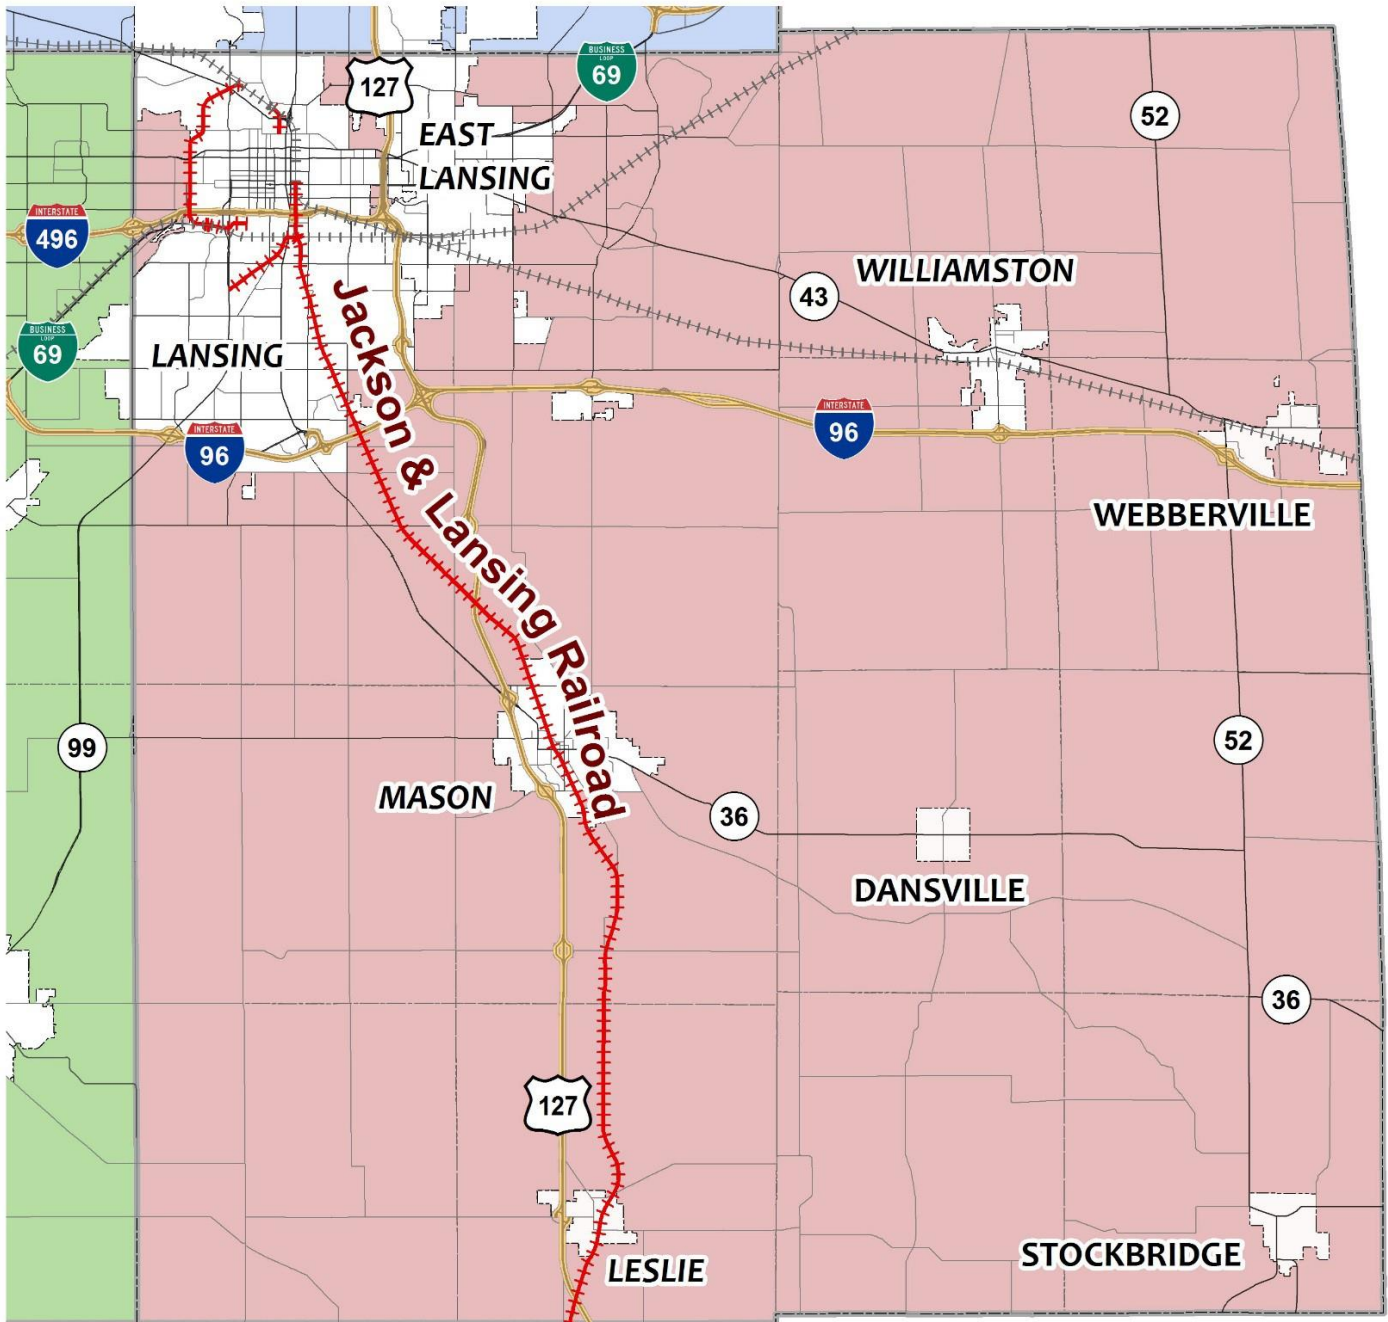 127
BUSINESS
LOOP
69
52
EAST
LANSING
INTERSTATE
496
WILLIAMSTON
43
BUSINESS
LOOP
69
LANSING
Jackson & Lansing Railroad
INTERSTATE
96
INTERSTATE
96
WEBBERVILLE
99
52
MASON
36
DANSVILLE
36
127
STOCKBRIDGE
LESLIE